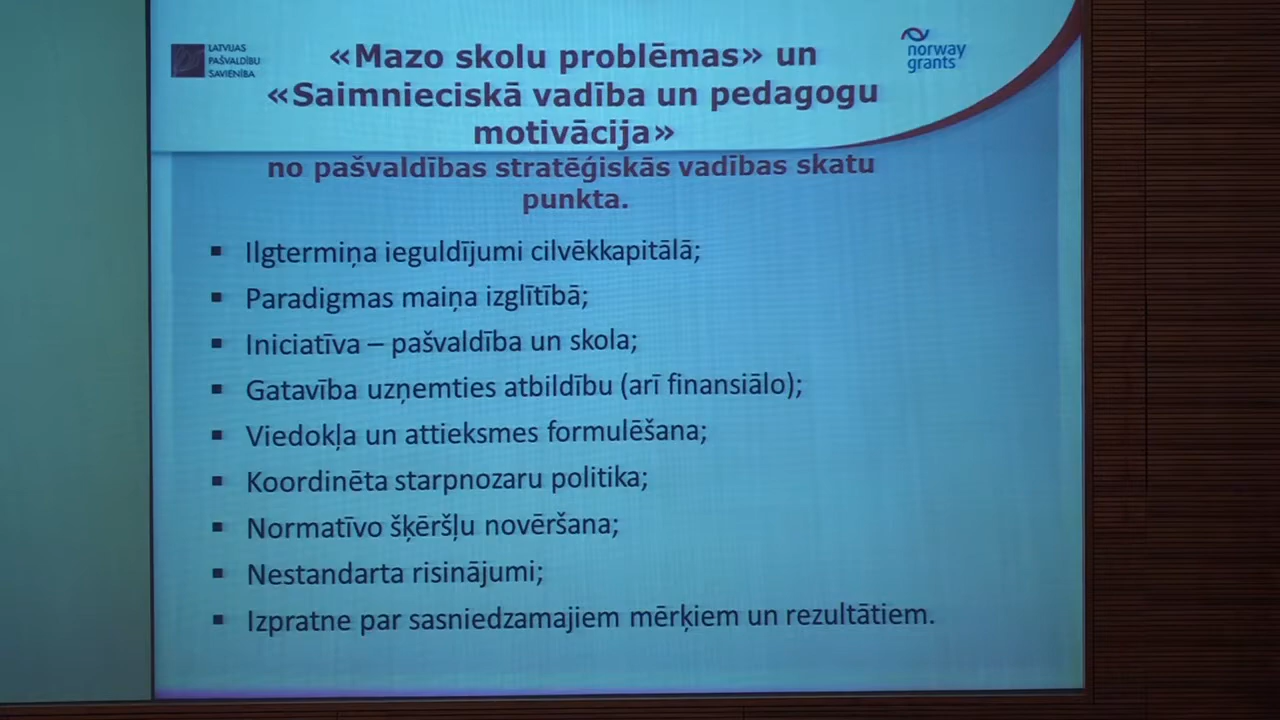 LATVIJAS
PAŠVALDĪBU
SAVIENĪBA
norway
grants
«Mazo skolu problēmas» un
«Saimnieciskā vadība un pedagogu
motivācija»
no pašvaldības stratēģiskās vadības skatu
punkta.
▪ Ilgtermiņa ieguldījumi cilvēkkapitālā;
▪ Paradigmas maiņa izglītībā;
▪ Iniciatīva – pašvaldība un skola;
▪ Gatavība uzņemties atbildību (arī finansiālo);
▪ Viedokļa un attieksmes formulēšana;
▪ Koordinēta starpnozaru politika;
▪ Normatīvo šķēršļu novēršana;
▪ Nestandarta risinājumi;
▪ Izpratne par sasniedzamajiem mērķiem un rezultātiem.